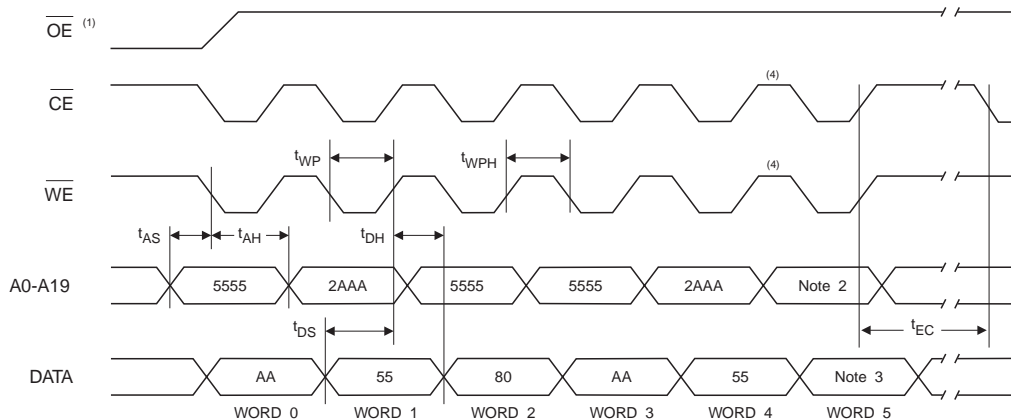 OE (1)
CE
(4)
tWP
tWPH
WE
(4)
tAS
tAH
tDH
A0-A19
5555
2AAA
5555
5555
2AAA
Note 2
tDS
tEC
DATA
AA
55
80
AA
55
Note 3
WORD 0
WORD 1
WORD 2
WORD 3
WORD 4
WORD 5